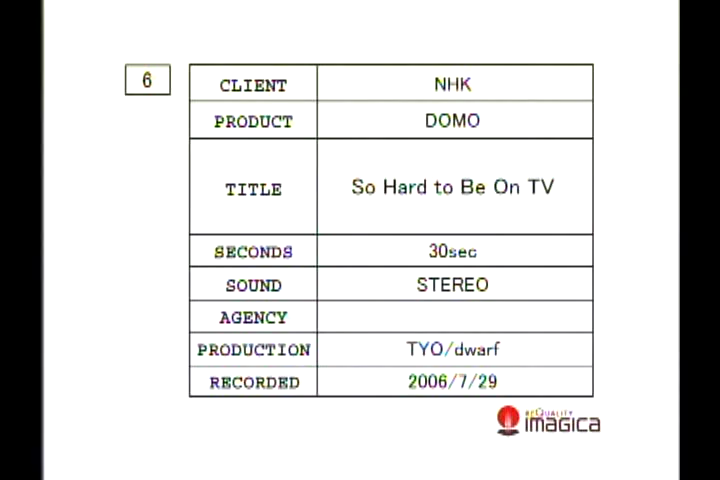 6
CLIENT NHK
PRODUCT DOMO
TITLE So Hard to Be On TV
SECONDS 30sec
SOUND STEREO
AGENCY
PRODUCTION TYO/dwarf
RECORDED 2006/7/29
QUALITY
imagica